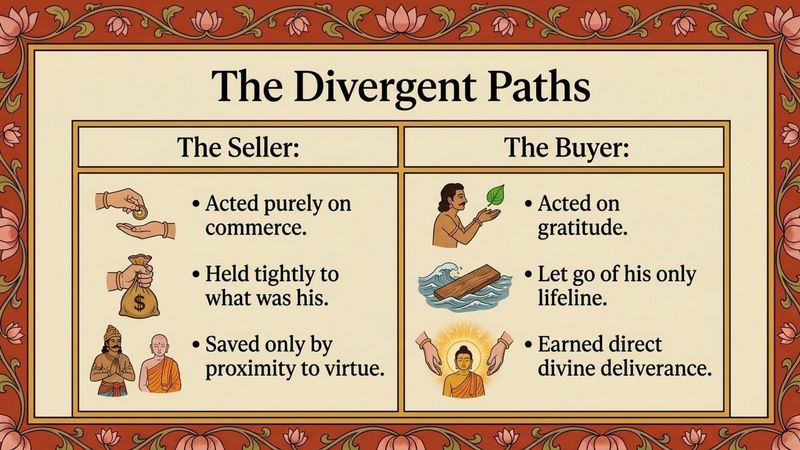 The Divergent Paths
The Seller:
• Acted purely on
commerce.
$
• Held tightly to
what was his.
• Saved only by
proximity to virtue.
The Buyer:
• Acted on
gratitude.
• Let go of his only
lifeline.
• Earned direct
divine deliverance.